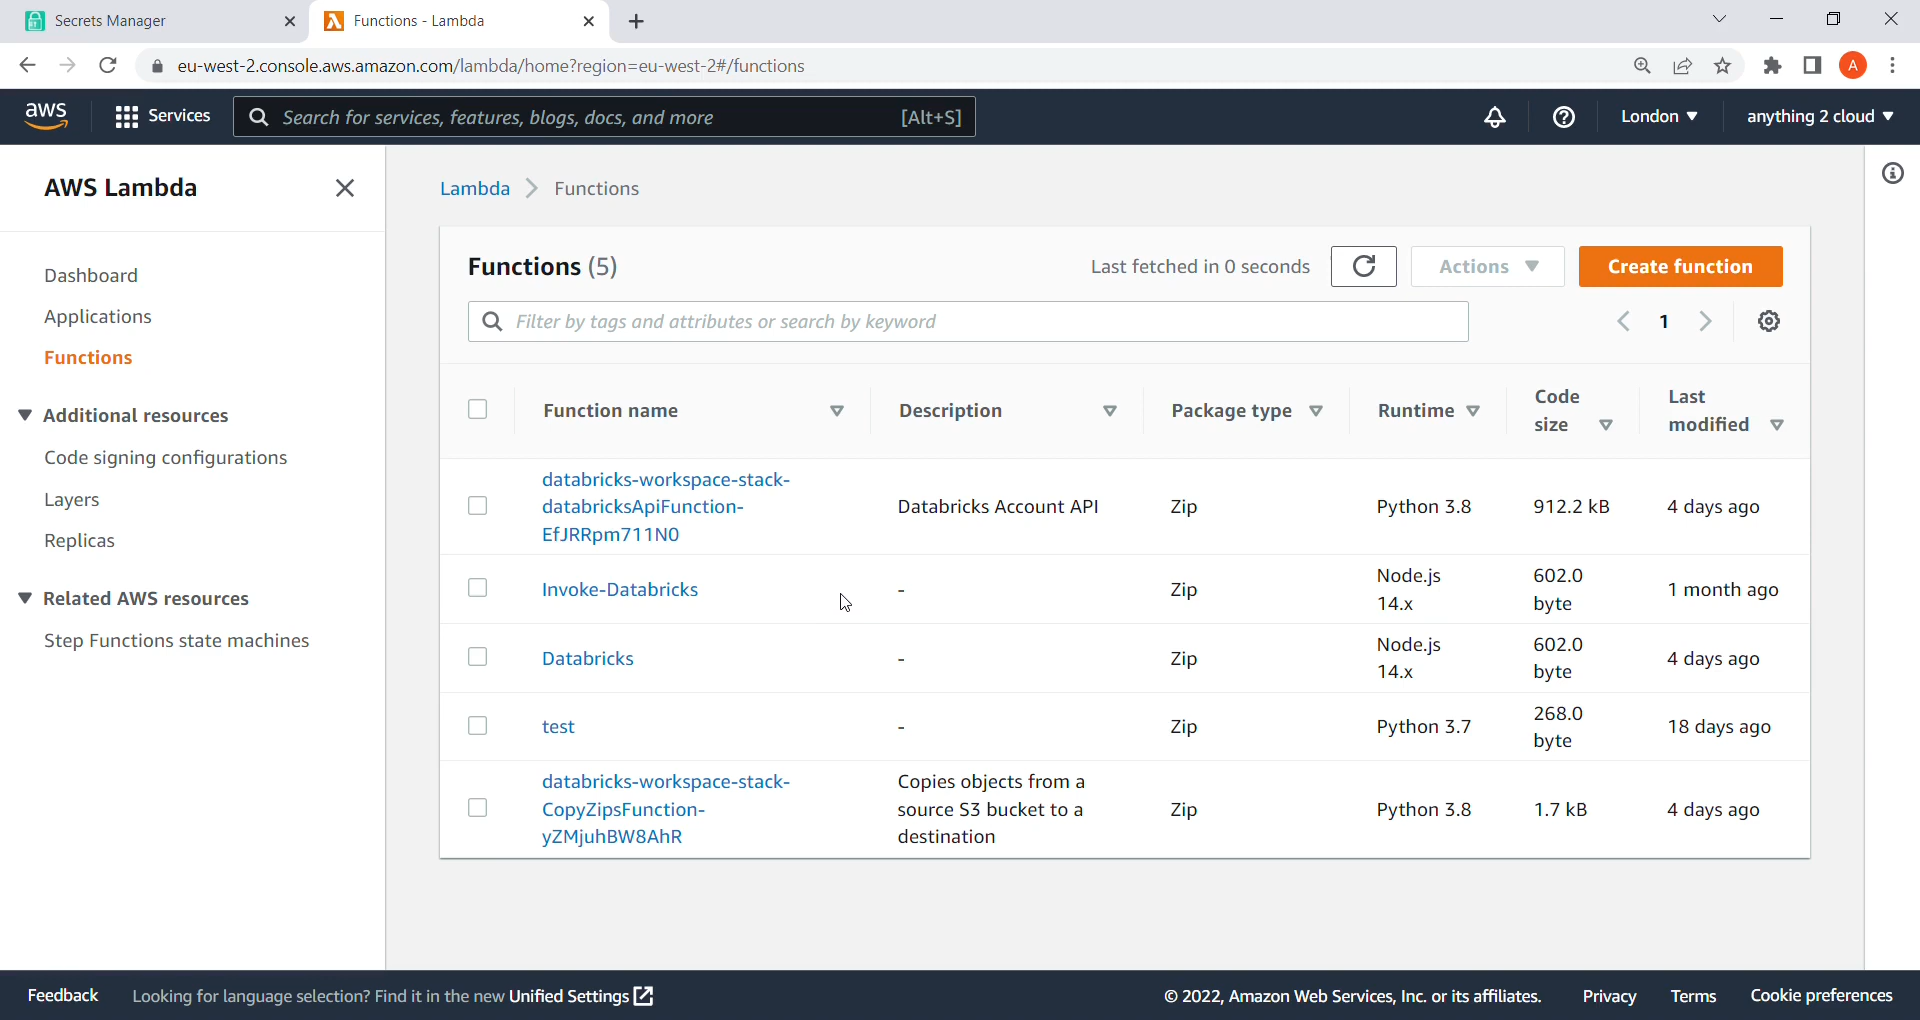 Secrets Manager
Functions - Lambda
eu-west-2.console.aws.amazon.com/lambda/home?region=eu-west-2#/functions
A
aws
Services
Search for services, features, blogs, docs, and more [Alt+S]
London
anything 2 cloud
AWS Lambda
Dashboard
Applications
Functions
Additional resources
Code signing configurations
Layers
Replicas
Related AWS resources
Step Functions state machines
Lambda > Functions
Functions (5)
Last fetched in 0 seconds
Actions
Create function
Filter by tags and attributes or search by keyword
1
Function name
Description
Package type
Runtime
Code
size
Last
modified
databricks-workspace-stack-
databricksApiFunction-
EfJRRpm711N0
Databricks Account API
Zip
Python 3.8
912.2 kB
4 days ago
Invoke-Databricks
-
Zip
Node.js
14.x
602.0
byte
1 month ago
Databricks
-
Zip
Node.js
14.x
602.0
byte
4 days ago
test
-
Zip
Python 3.7
268.0
byte
18 days ago
databricks-workspace-stack-
CopyZipsFunction-
yZMjuhBW8AhR
Copies objects from a
source S3 bucket to a
destination
Zip
Python 3.8
1.7 kB
4 days ago
Feedback
Looking for language selection? Find it in the new Unified Settings
© 2022, Amazon Web Services, Inc. or its affiliates.
Privacy
Terms
Cookie preferences